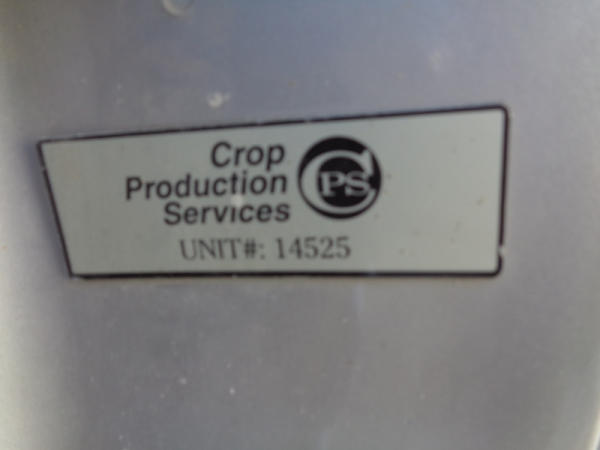 Crop
Production
Services
CPS
UNIT#: 14525